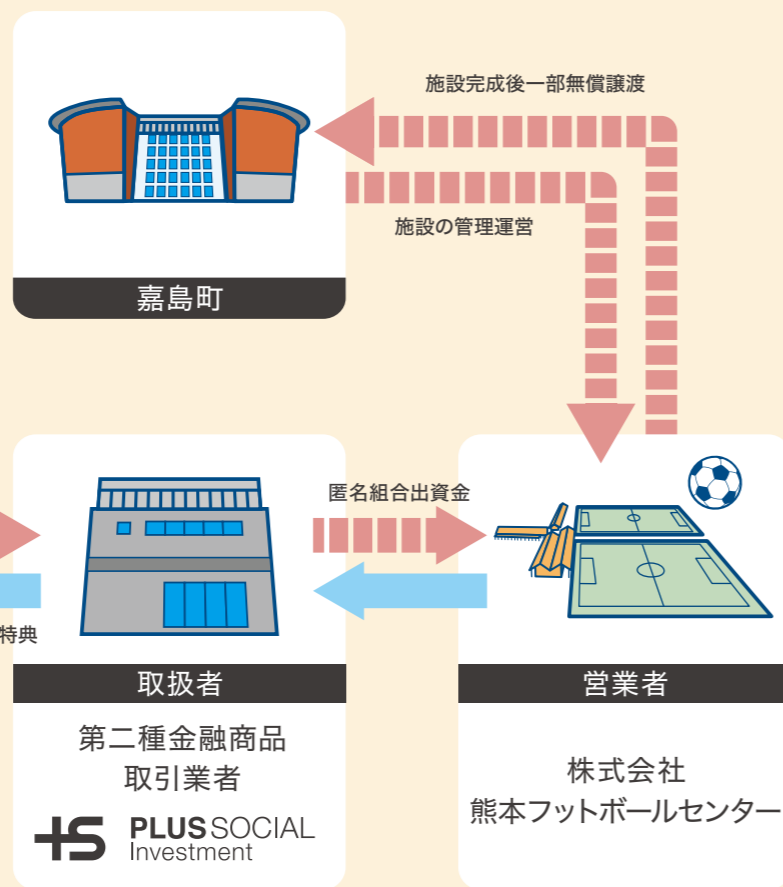 施設完成後一部無償譲渡
施設の管理運営
嘉島町
匿名組合出資金
特典
取扱者
第二種金融商品
取引業者
+S PLUS SOCIAL
Investment
営業者
株式会社
熊本フットボールセンター